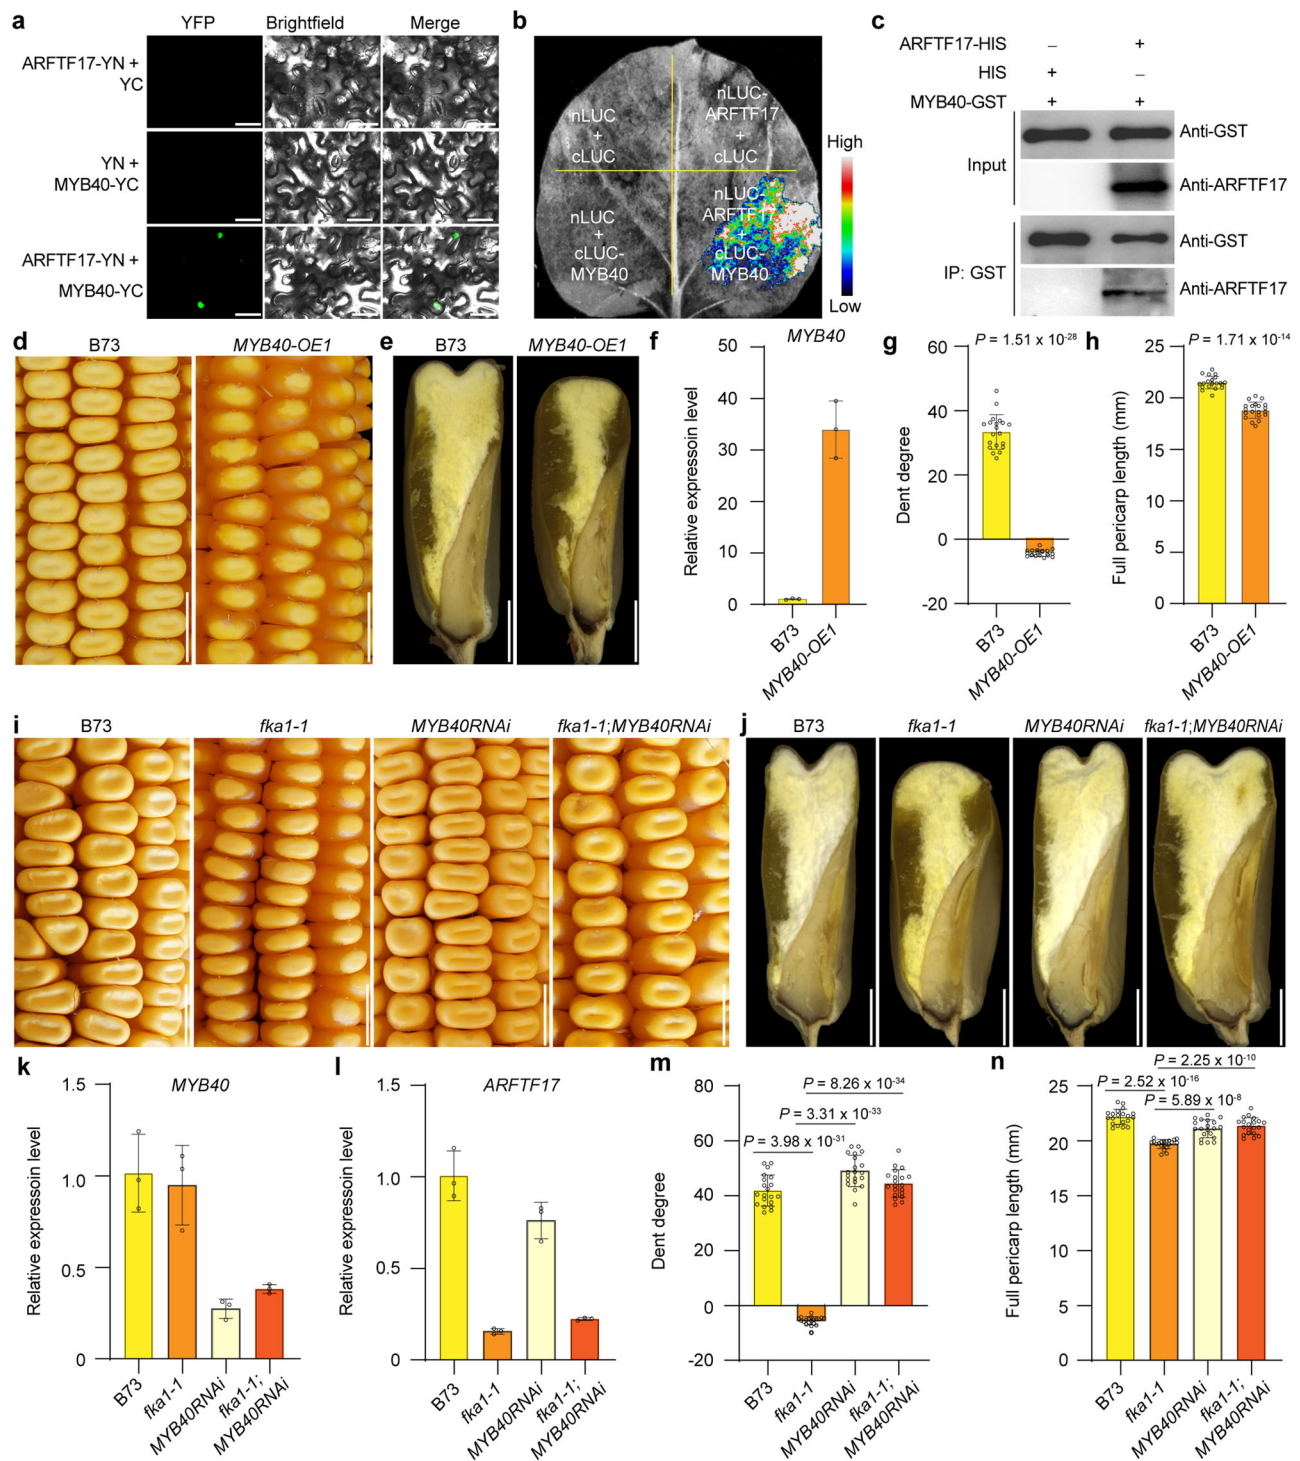 a
YFP
Brightfield
Merge
ARFTF17-YN +
YC
YN +
MYB40-YC
ARFTF17-YN +
MYB40-YC
b
nLUC
+
cLUC
nLUC-
ARFTF17
+
cLUC
nLUC
+
cLUC-
MYB40
nLUC-
ARFTF17
+
cLUC-
MYB40
High
Low
c
ARFTF17-HIS – +
HIS + –
MYB40-GST + +
Input
Anti-GST
Anti-ARFTF17
IP: GST
Anti-GST
Anti-ARFTF17
d
B73
MYB40-OE1
e
B73
MYB40-OE1
f
MYB40
Relative expressoin level
50
40
30
20
10
0
B73
MYB40-OE1
g
P = 1.51 x 10-28
Dent degree
60
40
20
0
-20
B73
MYB40-OE1
h
P = 1.71 x 10-14
Full pericarp length (mm)
25
20
15
10
5
0
B73
MYB40-OE1
i
B73
fka1-1
MYB40RNAi
fka1-1;MYB40RNAi
j
B73
fka1-1
MYB40RNAi
fka1-1;MYB40RNAi
k
MYB40
Relative expressoin level
1.5
1.0
0.5
0
B73
fka1-1
MYB40RNAi
fka1-1;
MYB40RNAi
l
ARFTF17
Relative expressoin level
1.5
1.0
0.5
0
B73
fka1-1
MYB40RNAi
fka1-1;
MYB40RNAi
m
P = 8.26 x 10-34
P = 3.31 x 10-33
P = 3.98 x 10-31
Dent degree
80
60
40
20
0
-20
B73
fka1-1
MYB40RNAi
fka1-1;
MYB40RNAi
n
P = 2.25 x 10-10
P = 2.52 x 10-16
P = 5.89 x 10-8
Full pericarp length (mm)
25
20
15
10
5
0
B73
fka1-1
MYB40RNAi
fka1-1;
MYB40RNAi